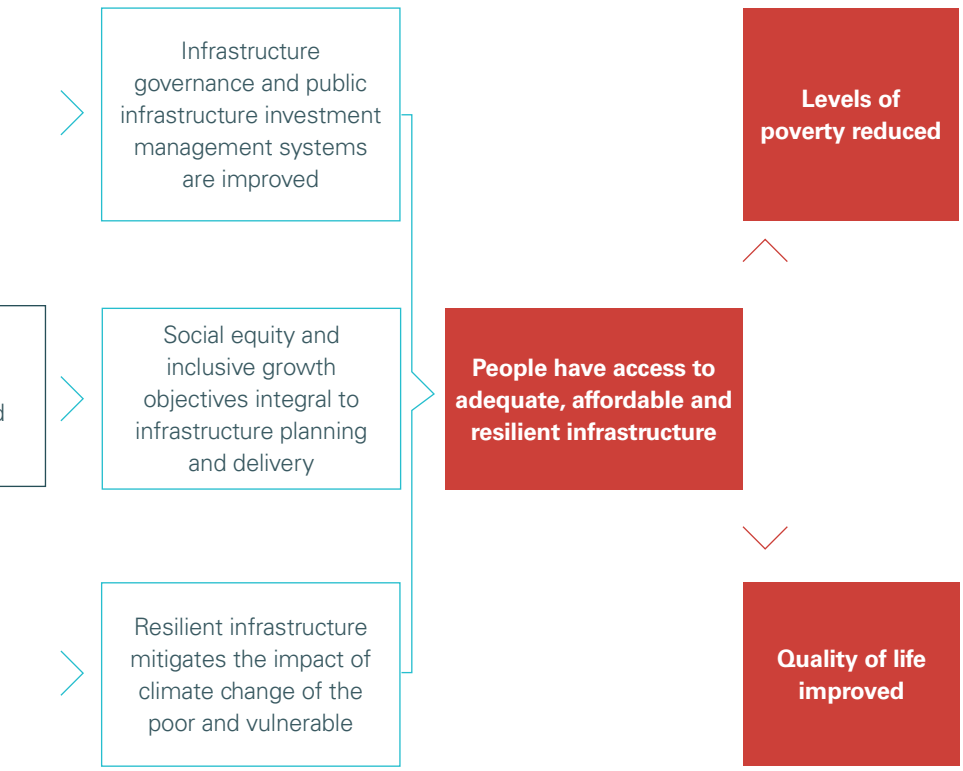 Infrastructure
governance and public
infrastructure investment
management systems
are improved
Social equity and
inclusive growth
objectives integral to
infrastructure planning
and delivery
Resilient infrastructure
mitigates the impact of
climate change of the
poor and vulnerable
People have access to
adequate, affordable and
resilient infrastructure
Levels of
poverty reduced
Quality of life
improved